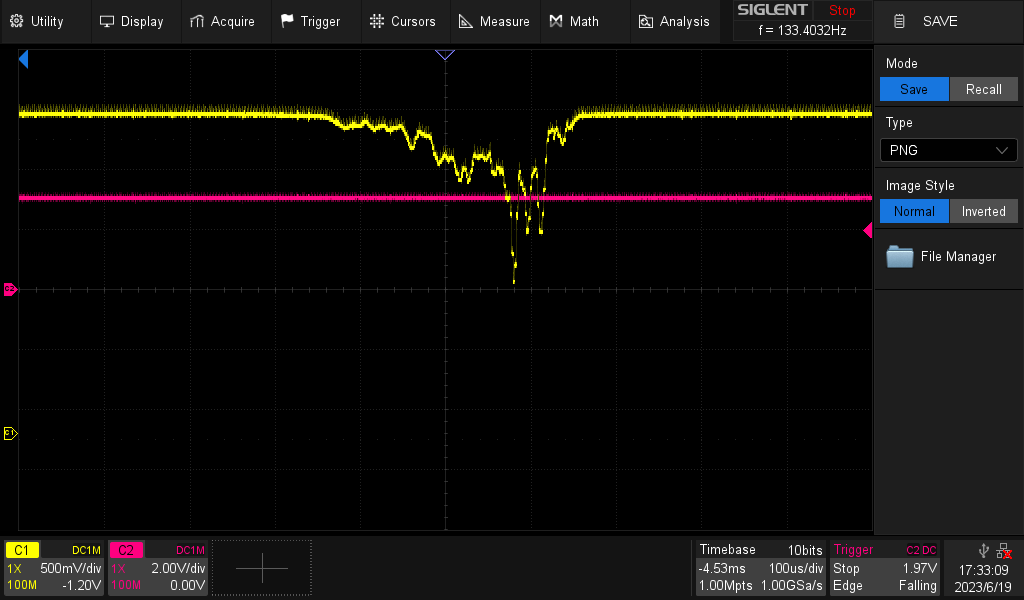 Utility Display Acquire Trigger Cursors Measure Math Analysis
SIGLENT Stop
f = 133.4032Hz
SAVE
Mode
Save Recall
Type
PNG
Image Style
Normal Inverted
File Manager
C2
C1
C1 DC1M
1X 500mV/div
100M -1.20V
C2 DC1M
1X 2.00V/div
100M 0.00V
Timebase 10bits
-4.53ms 100us/div
1.00Mpts 1.00GSa/s
Trigger C2 DC
Stop 1.97V
Edge Falling
17:33:09
2023/6/19